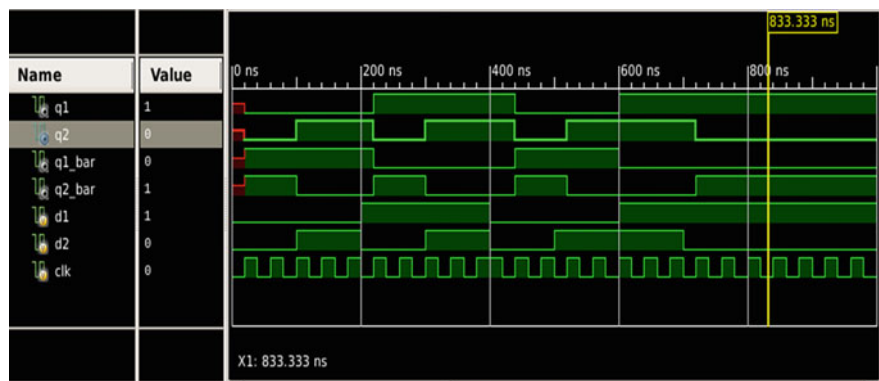 833.333 ns
Name Value
0 ns 200 ns 400 ns 600 ns 800 ns
q1 1
q2 0
q1_bar 0
q2_bar 1
d1 1
d2 0
clk 0
X1: 833.333 ns